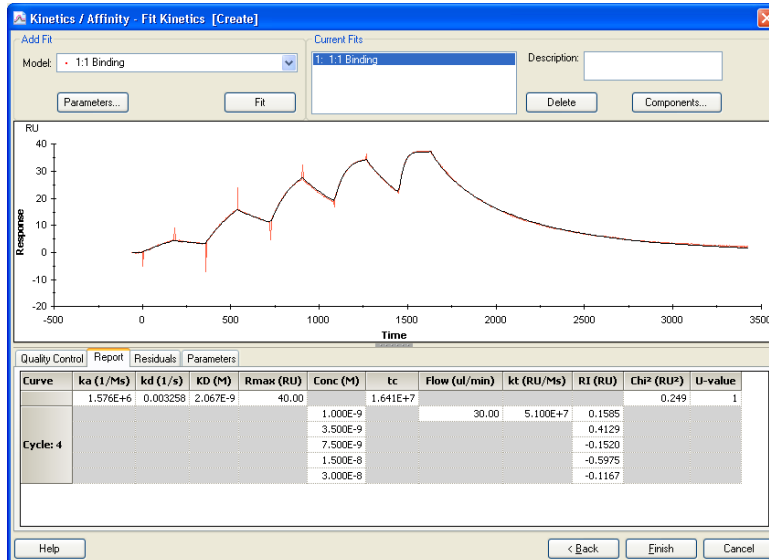 Kinetics / Affinity - Fit Kinetics [Create]
Add Fit
Model: 1:1 Binding
Parameters... Fit
Current Fits
1: 1:1 Binding
Description:
Delete Components...
RU
40
30
20
10
0
-10
-20
Response
-500 0 500 1000 1500 2000 2500 3000 3500
Time
Quality Control Report Residuals Parameters
Curve ka (1/Ms) kd (1/s) KD (M) Rmax (RU) Conc (M) tc Flow (ul/min) kt (RU/Ms) RI (RU) Chi² (RU²) U-value
1.576E+6 0.003258 2.067E-9 40.00 1.641E+7 0.249 1
Cycle: 4 1.000E-9 30.00 5.100E+7 0.1585
3.500E-9 0.4129
7.500E-9 -0.1520
1.500E-8 -0.5975
3.000E-8 -0.1167
Help < Back Finish Cancel